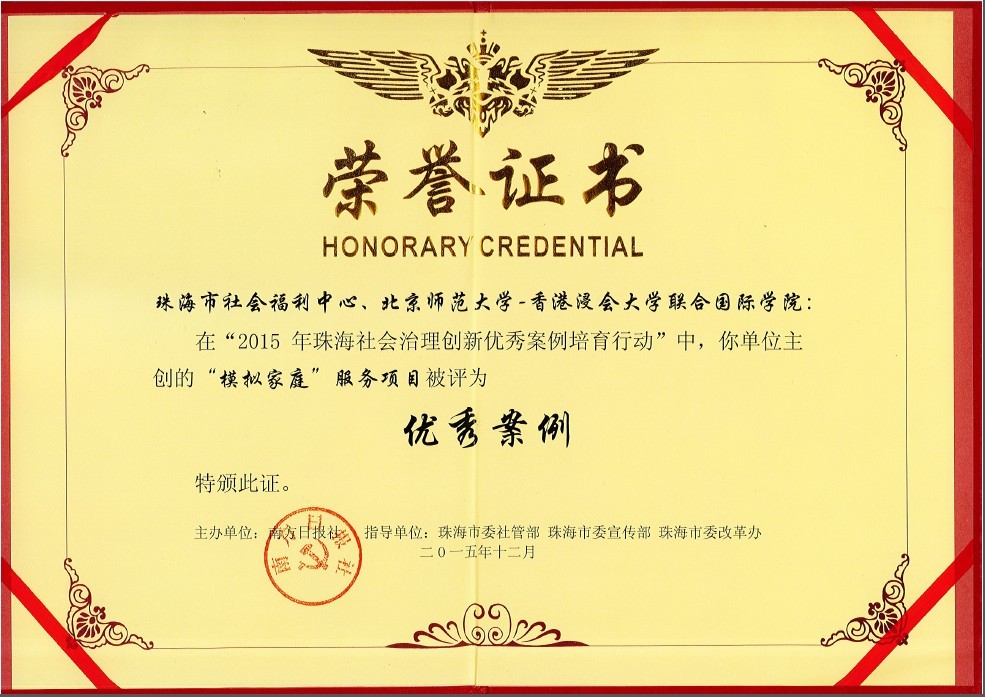 荣誉证书
HONORARY CREDENTIAL
珠海市社会福利中心、北京师范大学-香港浸会大学联合国际学院：
在“2015 年珠海社会治理创新优秀案例培育行动”中，你单位主
创的“模拟家庭”服务项目被评为
优秀案例
特颁此证。
主办单位：南方日报社 指导单位：珠海市委社管部 珠海市委宣传部 珠海市委改革办
二0一五年十二月
南方日报社